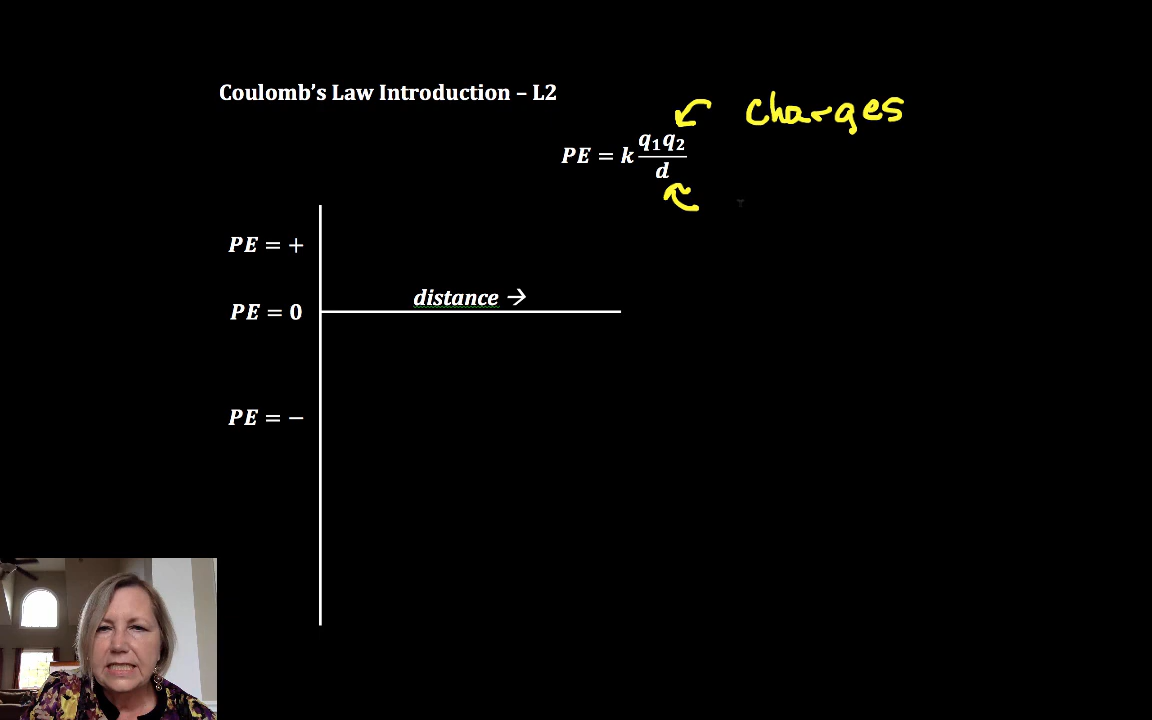 Coulomb's Law Introduction – L2
charges
PE = k q₁q₂/d
PE = +
distance →
PE = 0
PE = −